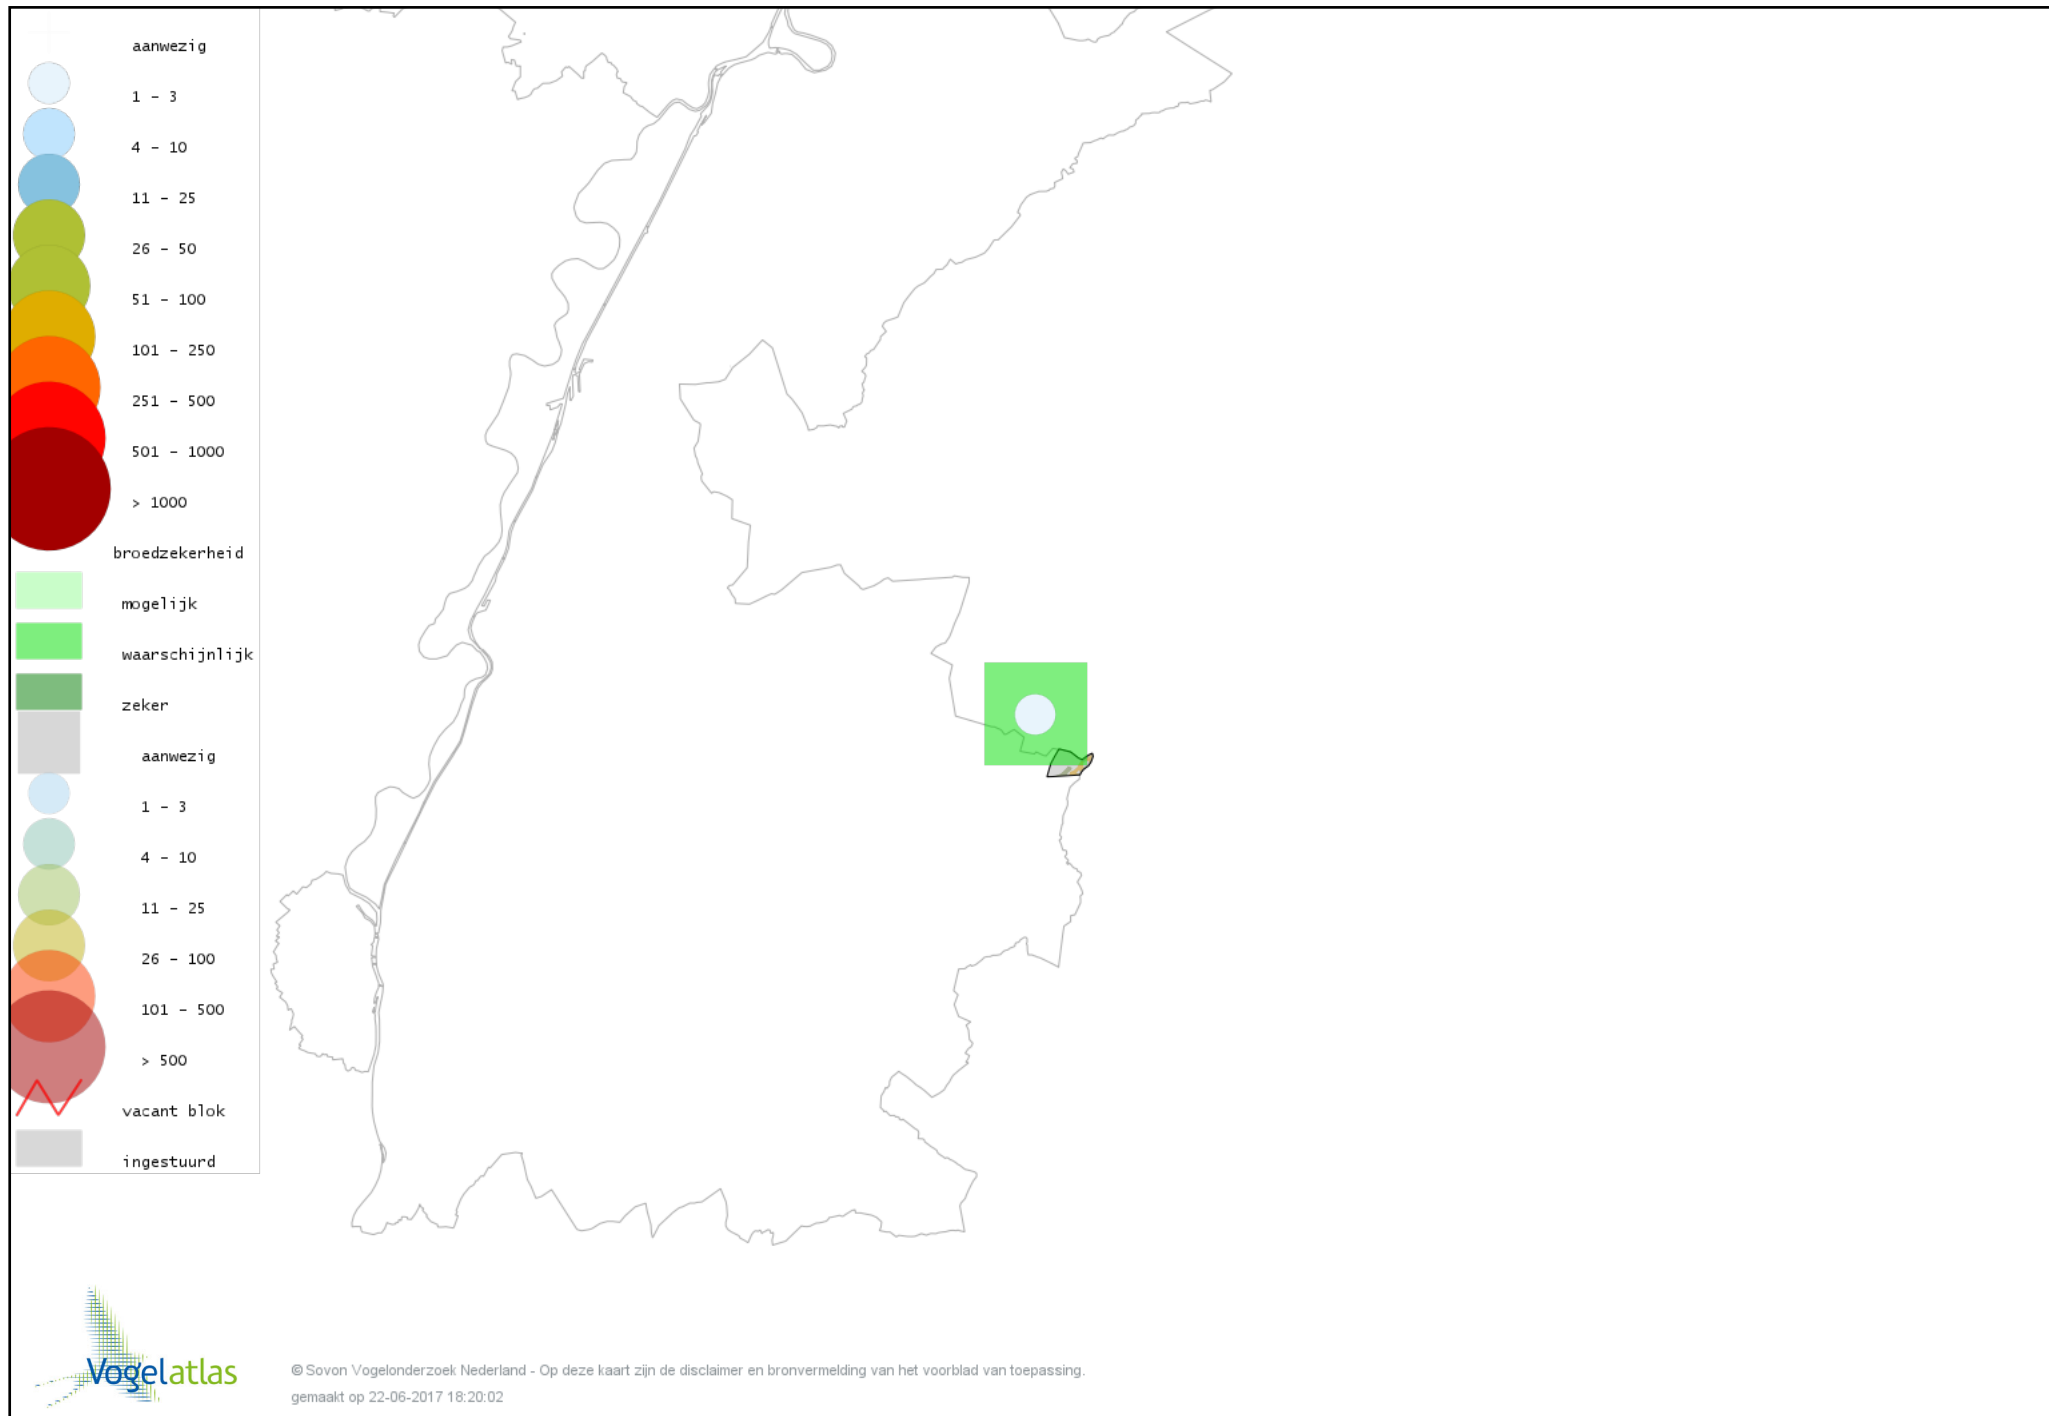 aanwezig
1 - 3
4 - 10
11 - 25
26 - 50
51 - 100
101 - 250
251 - 500
501 - 1000
> 1000
broedzekerheid
mogelijk
waarschijnlijk
zeker
aanwezig
1 - 3
4 - 10
11 - 25
26 - 100
101 - 500
> 500
vacant blok
ingestuurd
Vogelatlas
© Sovon Vogelonderzoek Nederland - Op deze kaart zijn de disclaimer en bronvermelding van het voorblad van toepassing.
gemaakt op 22-06-2017 18:20:02